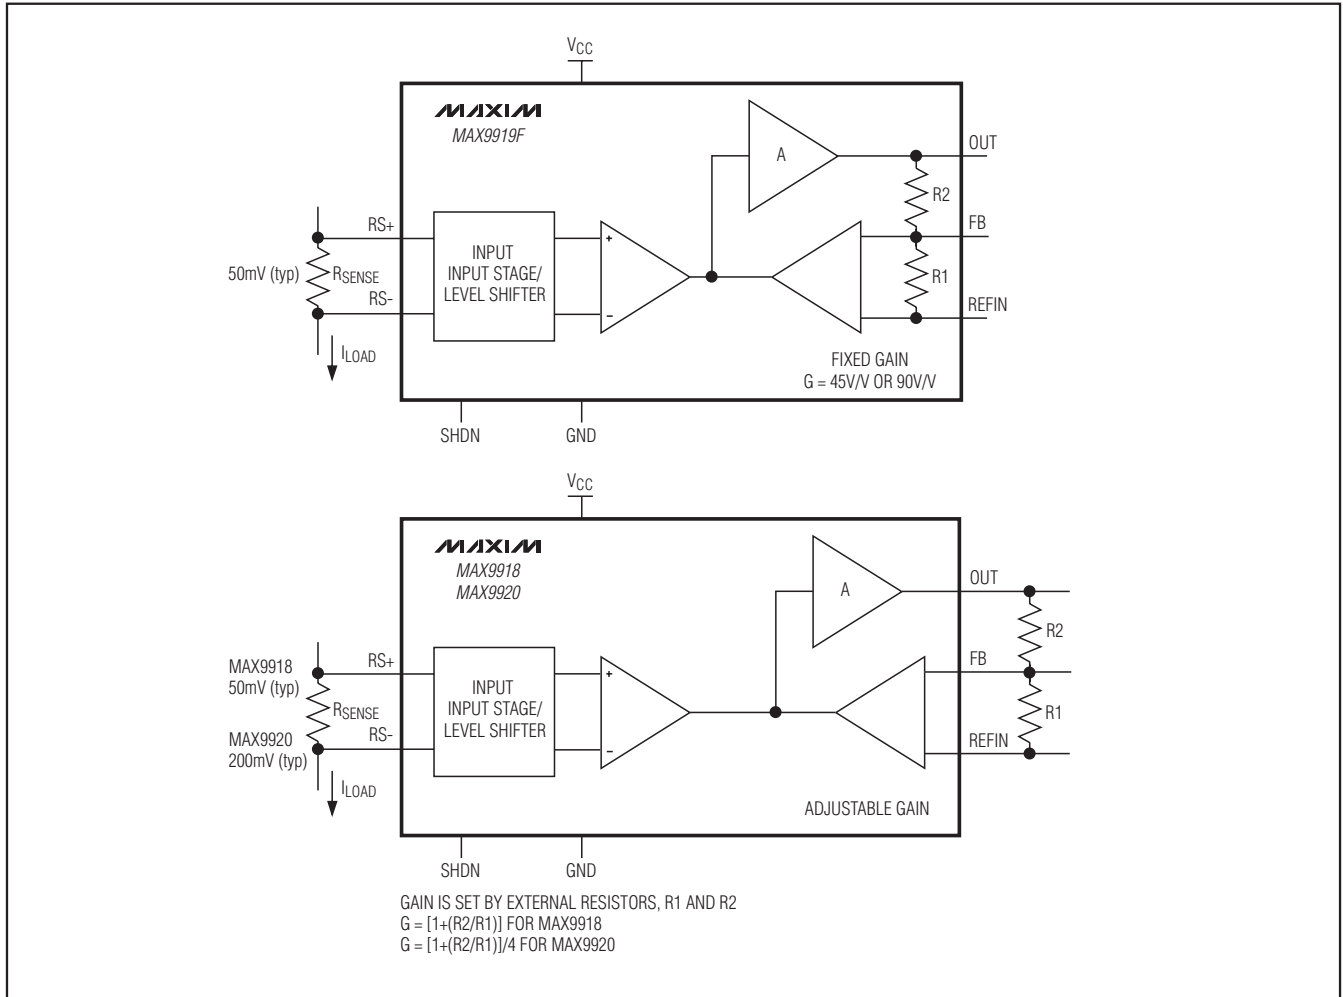 VCC
MAXIM
MAX9919F
A
OUT
R2
FB
R1
REFIN
RS+
50mV (typ)
RSENSE
RS-
ILOAD
INPUT
INPUT STAGE/
LEVEL SHIFTER
+
−
FIXED GAIN
G = 45V/V OR 90V/V
SHDN
GND
VCC
MAXIM
MAX9918
MAX9920
A
OUT
R2
FB
R1
REFIN
MAX9918
50mV (typ)
RS+
RSENSE
MAX9920
200mV (typ)
RS-
ILOAD
INPUT
INPUT STAGE/
LEVEL SHIFTER
+
−
ADJUSTABLE GAIN
SHDN
GND
GAIN IS SET BY EXTERNAL RESISTORS, R1 AND R2
G = [1+(R2/R1)] FOR MAX9918
G = [1+(R2/R1)]/4 FOR MAX9920